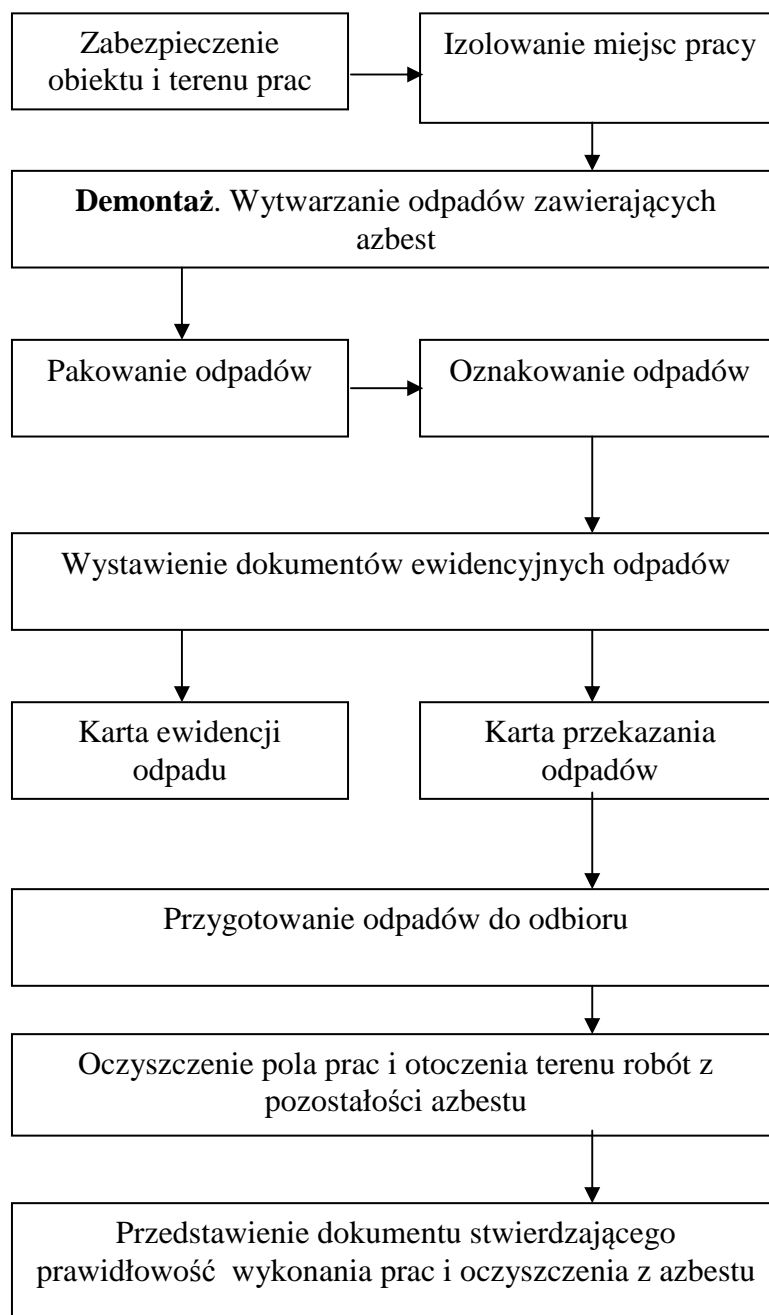 Zabezpieczenie
obiektu i terenu prac
Izolowanie miejsc pracy
Demontaż. Wytwarzanie odpadów zawierających
azbest
Pakowanie odpadów
Oznakowanie odpadów
Wystawienie dokumentów ewidencyjnych odpadów
Karta ewidencji
odpadu
Karta przekazania
odpadów
Przygotowanie odpadów do odbioru
Oczyszczenie pola prac i otoczenia terenu robót z
pozostałości azbestu
Przedstawienie dokumentu stwierdzającego
prawidłowość wykonania prac i oczyszczenia z azbestu